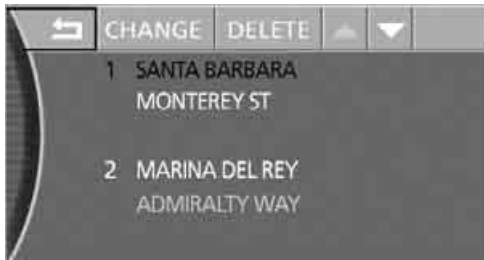 CHANGE DELETE
1 SANTA BARBARA
MONTEREY ST
2 MARINA DEL REY
ADMIRALTY WAY